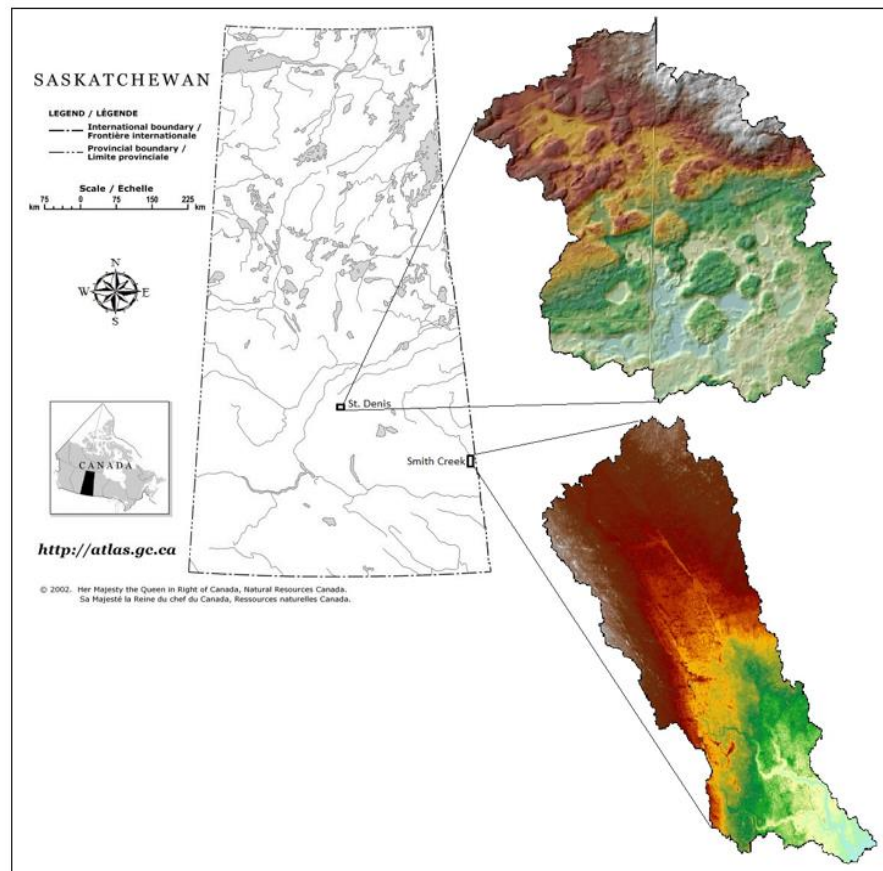 SASKATCHEWAN
LEGEND / LÉGENDE
International boundary /
Frontière internationale
Provincial boundary /
Limite provinciale
Scale / Echelle
75 0 75 150 225
km km
N
W E
S
St. Denis
Smith Creek
CANADA
http://atlas.gc.ca
© 2002. Her Majesty the Queen in Right of Canada, Natural Resources Canada.
Sa Majesté la Reine du chef du Canada, Ressources naturelles Canada.